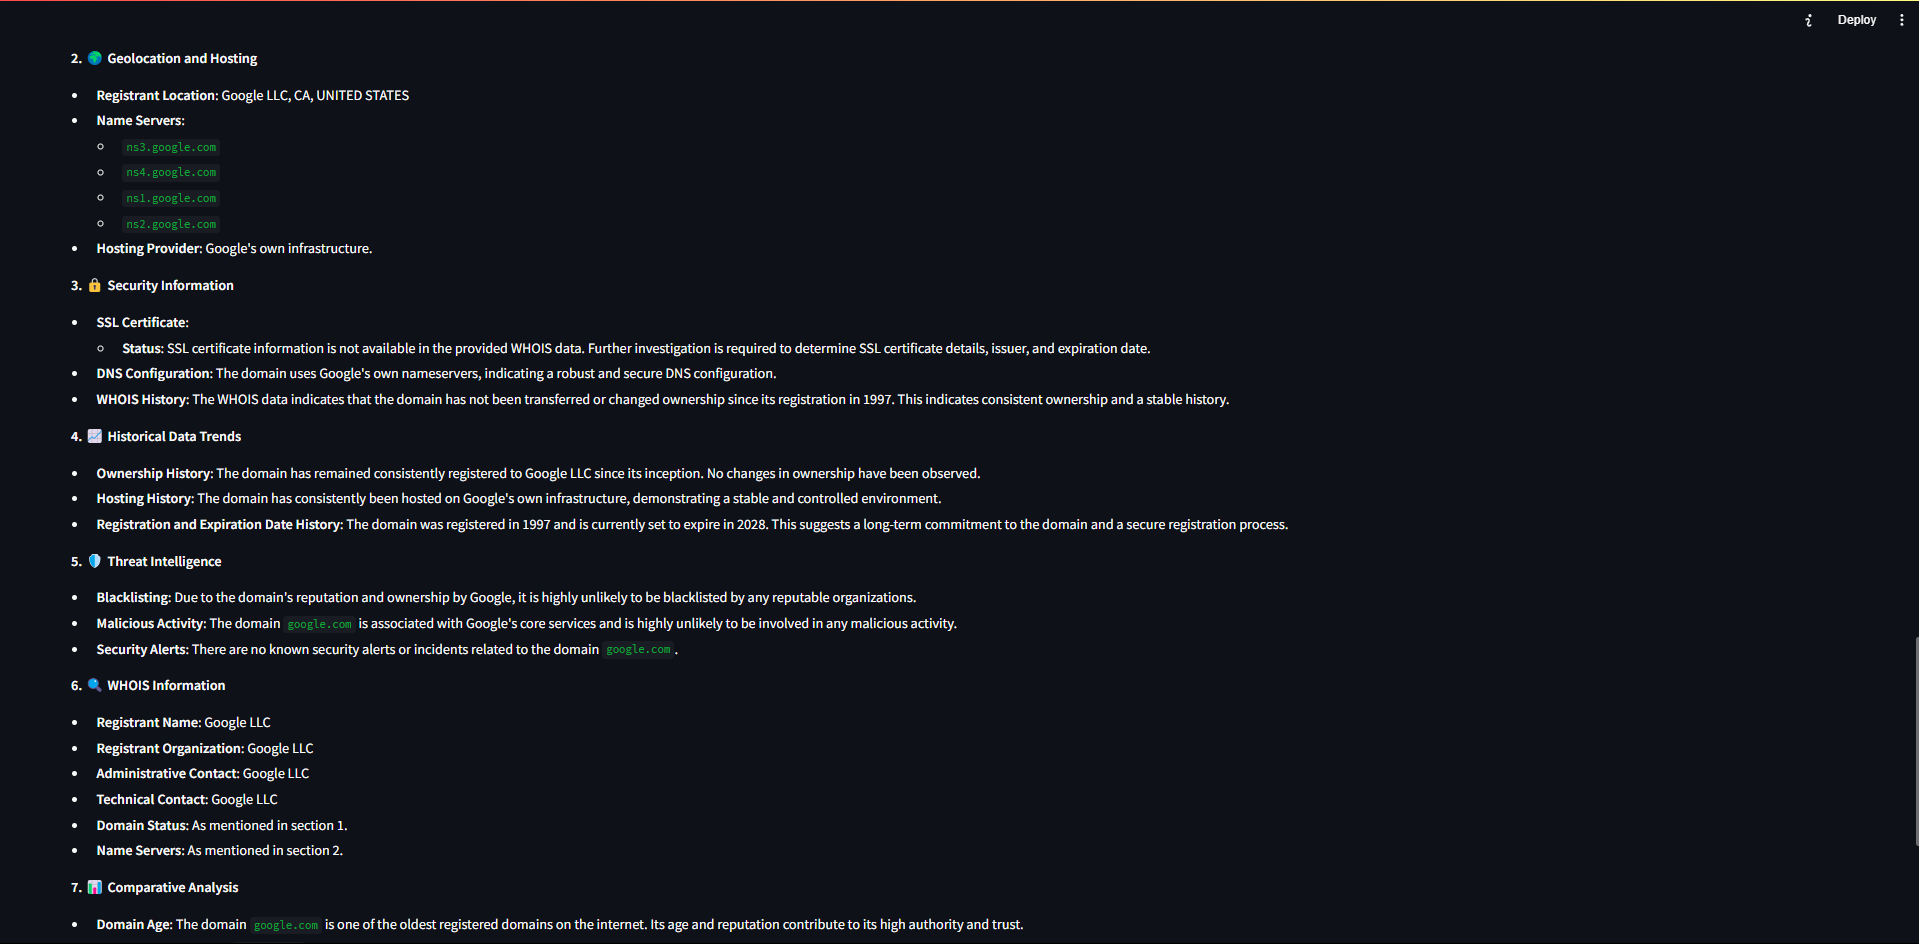 Deploy
2. Geolocation and Hosting
Registrant Location: Google LLC, CA, UNITED STATES
Name Servers:
ns3.google.com
ns4.google.com
ns1.google.com
ns2.google.com
Hosting Provider: Google's own infrastructure.
3. Security Information
SSL Certificate:
Status: SSL certificate information is not available in the provided WHOIS data. Further investigation is required to determine SSL certificate details, issuer, and expiration date.
DNS Configuration: The domain uses Google's own nameservers, indicating a robust and secure DNS configuration.
WHOIS History: The WHOIS data indicates that the domain has not been transferred or changed ownership since its registration in 1997. This indicates consistent ownership and a stable history.
4. Historical Data Trends
Ownership History: The domain has remained consistently registered to Google LLC since its inception. No changes in ownership have been observed.
Hosting History: The domain has consistently been hosted on Google's own infrastructure, demonstrating a stable and controlled environment.
Registration and Expiration Date History: The domain was registered in 1997 and is currently set to expire in 2028. This suggests a long-term commitment to the domain and a secure registration process.
5. Threat Intelligence
Blacklisting: Due to the domain's reputation and ownership by Google, it is highly unlikely to be blacklisted by any reputable organizations.
Malicious Activity: The domain google.com is associated with Google's core services and is highly unlikely to be involved in any malicious activity.
Security Alerts: There are no known security alerts or incidents related to the domain google.com.
6. WHOIS Information
Registrant Name: Google LLC
Registrant Organization: Google LLC
Administrative Contact: Google LLC
Technical Contact: Google LLC
Domain Status: As mentioned in section 1.
Name Servers: As mentioned in section 2.
7. Comparative Analysis
Domain Age: The domain google.com is one of the oldest registered domains on the internet. Its age and reputation contribute to its high authority and trust.